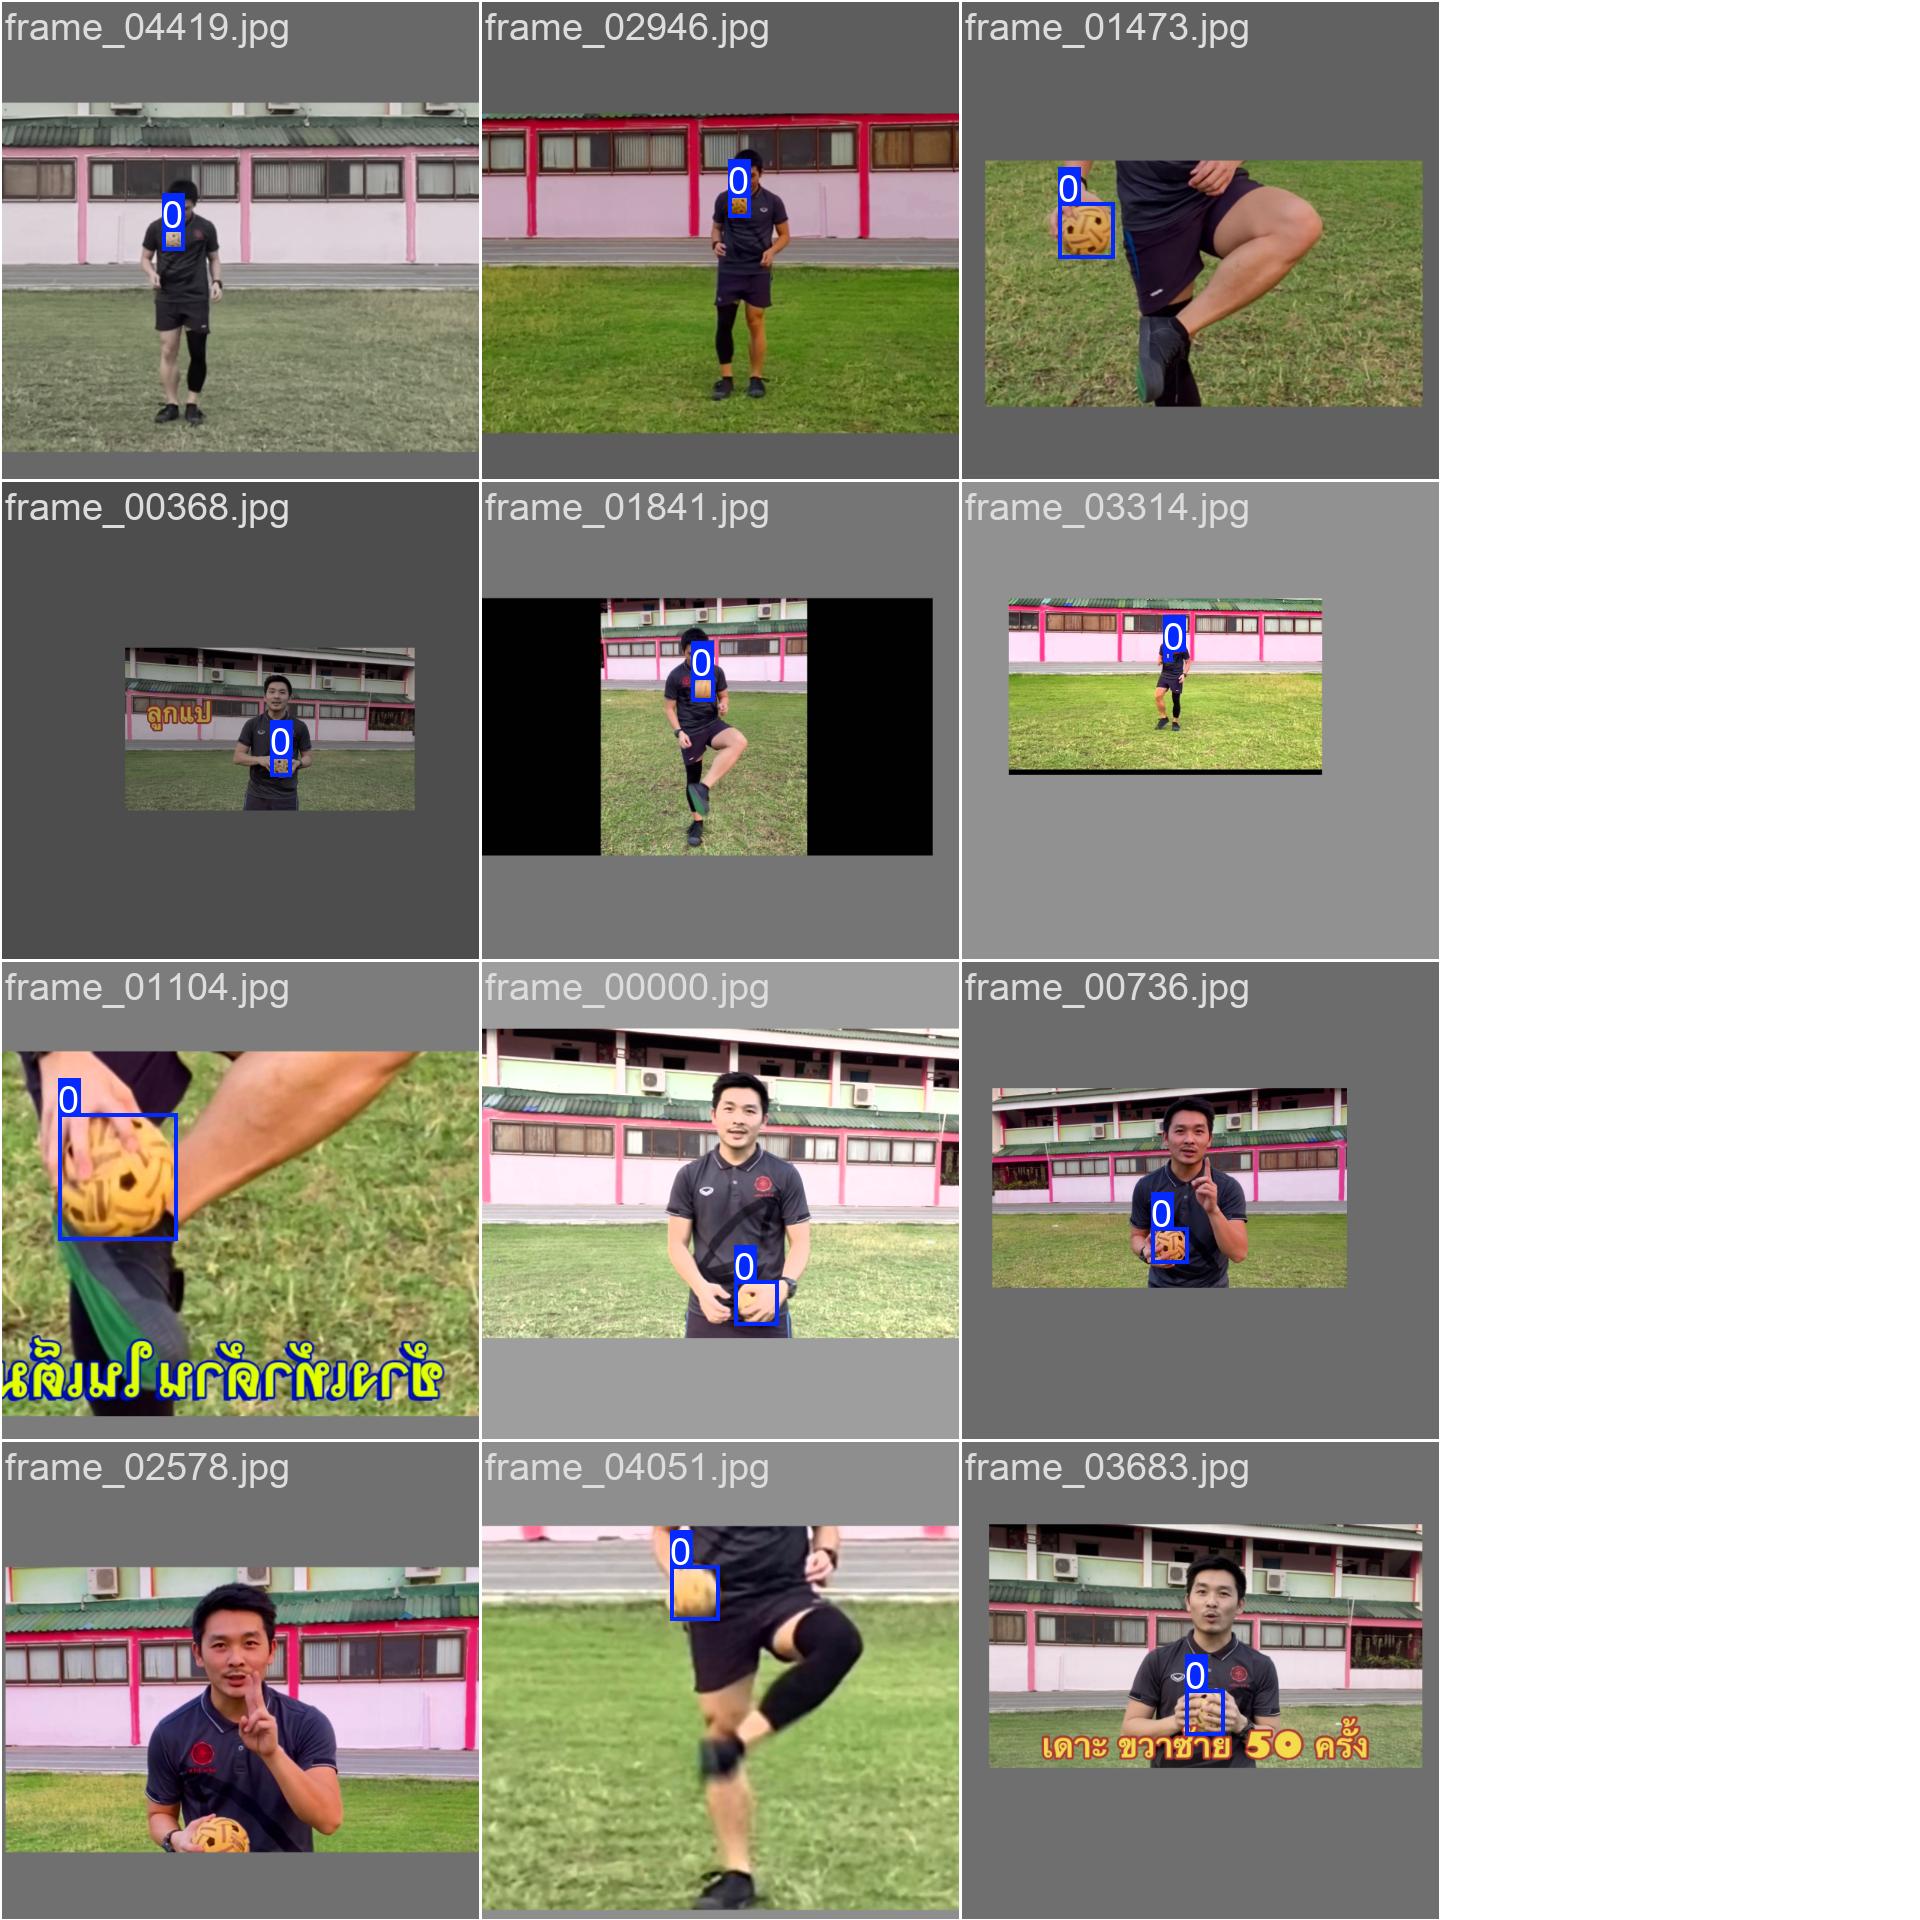 frame_04419.jpg
frame_02946.jpg
frame_01473.jpg
0
0
0
frame_00368.jpg
frame_01841.jpg
frame_03314.jpg
0
0
ลูกแป
0
frame_01104.jpg
frame_00000.jpg
frame_00736.jpg
0
0
0
frame_02578.jpg
frame_04051.jpg
frame_03683.jpg
0
0
เดาะ ขวาซ้าย 50 ครั้ง